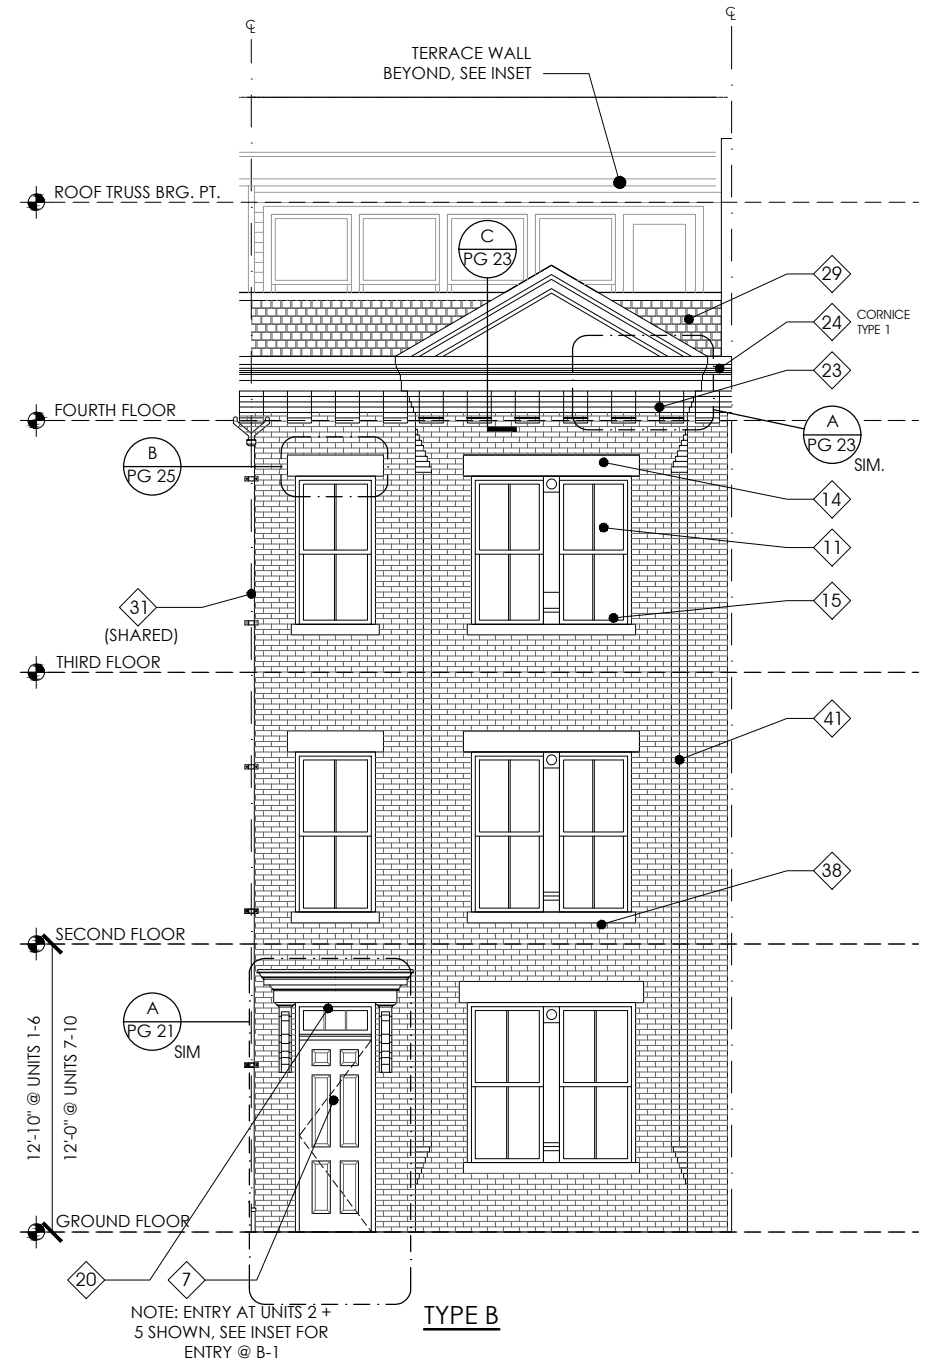 ℄
℄
TERRACE WALL
BEYOND, SEE INSET
ROOF TRUSS BRG. PT.
C
PG 23
29
24
CORNICE
TYPE 1
23
FOURTH FLOOR
A
PG 23
SIM.
B
PG 25
14
11
15
31
(SHARED)
THIRD FLOOR
41
38
SECOND FLOOR
A
PG 21
SIM
12'-10" @ UNITS 1-6
12'-0" @ UNITS 7-10
GROUND FLOOR
20
7
NOTE: ENTRY AT UNITS 2 +
5 SHOWN, SEE INSET FOR
ENTRY @ B-1
TYPE B